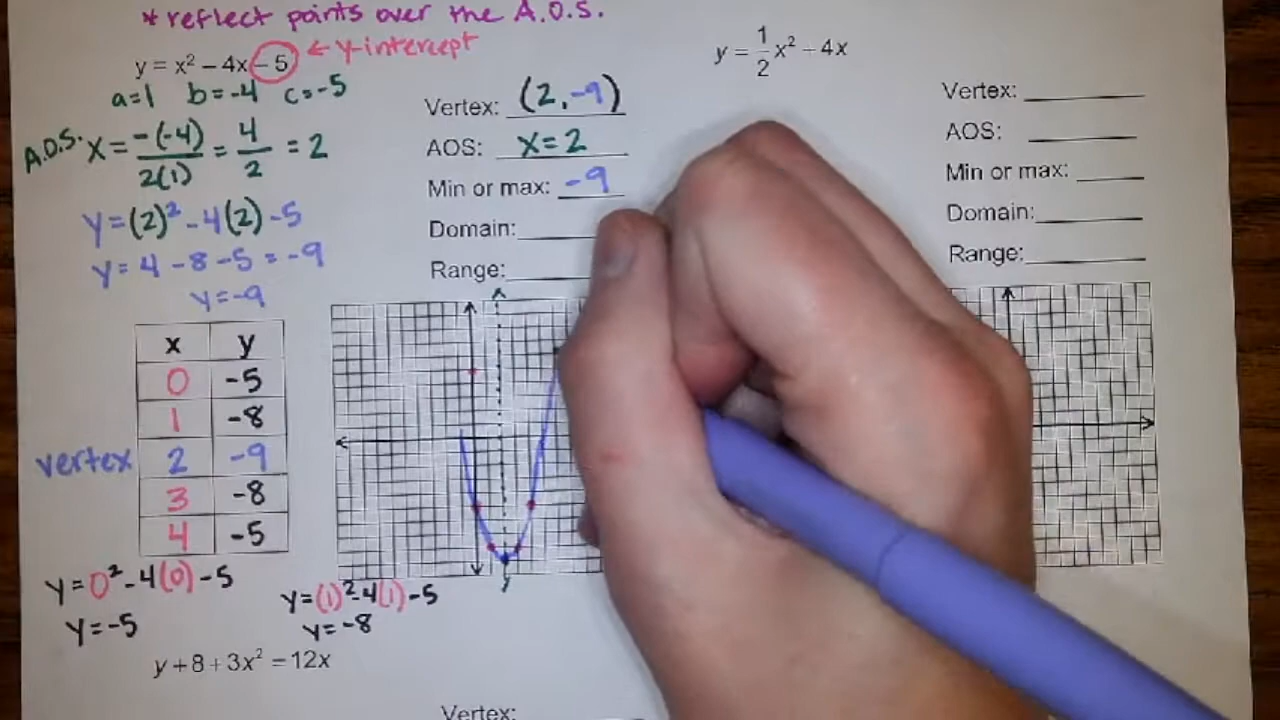 *reflect points over the A.O.S.
y = x² – 4x – 5 ← y-intercept
a=1 b=-4 c=-5
A.O.S. x = -(-4)/2(1) = 4/2 = 2
y=(2)²-4(2)-5
y=4-8-5=-9
y=-9
Vertex: (2,-9)
AOS: x=2
Min or max: -9
Domain:
Range:
x y
0 -5
1 -8
vertex 2 -9
3 -8
4 -5
y=0²-4(0)-5
y=-5
y=(1)²-4(1)-5
y=-8
y = 1/2 x² – 4x
Vertex:
AOS:
Min or max:
Domain:
Range:
y + 8 + 3x² = 12x
Vertex: